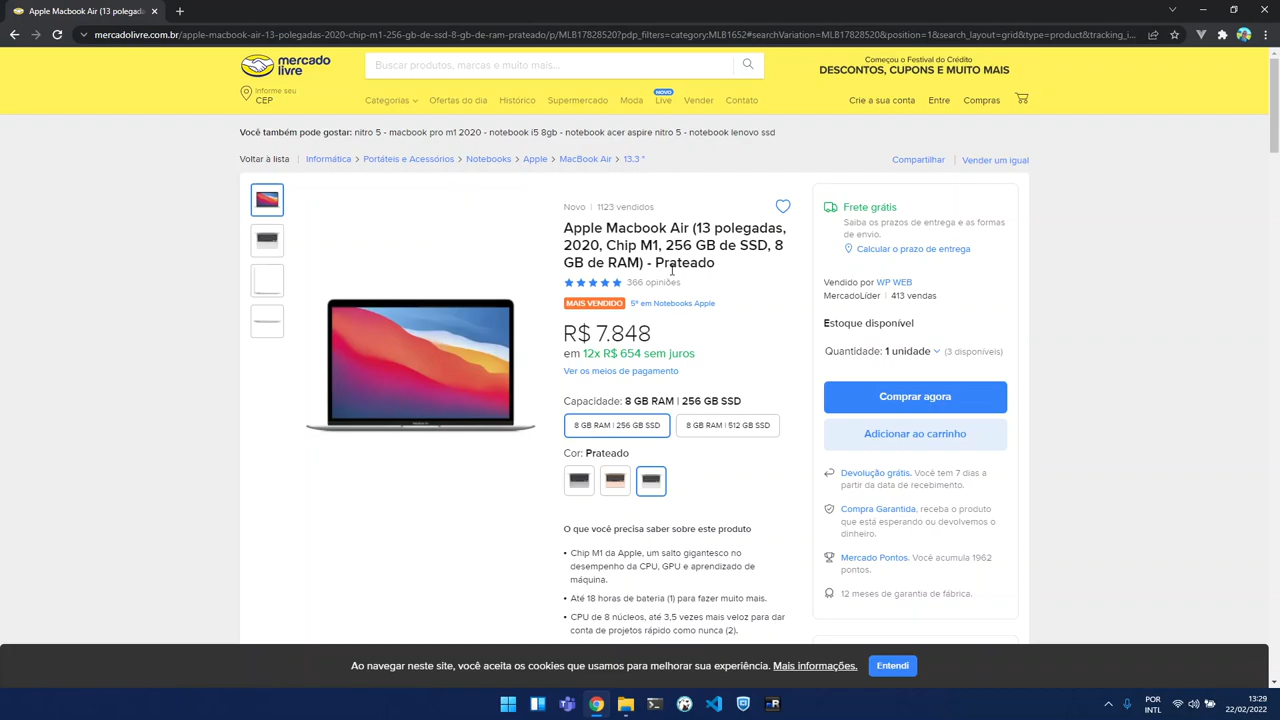 Apple Macbook Air (13 polegadas
mercadolivre.com.br/apple-macbook-air-13-polegadas-2020-chip-m1-256-gb-de-ssd-8-gb-de-ram-prateado/p/MLB17828520?pdp_filters=category:MLB1652#searchVariation=MLB17828520&position=1&search_layout=grid&type=product&tracking_i...
mercado
livre
Buscar produtos, marcas e muito mais...
Começou o Festival do Crédito
DESCONTOS, CUPONS E MUITO MAIS
Informe seu
CEP
NOVO
Categorias Ofertas do dia Histórico Supermercado Moda Live Vender Contato
Crie a sua conta Entre Compras
Você também pode gostar: nitro 5 - macbook pro m1 2020 - notebook i5 8gb - notebook acer aspire nitro 5 - notebook lenovo ssd
Voltar à lista | Informática > Portáteis e Acessórios > Notebooks > Apple > MacBook Air > 13.3 "
Compartilhar | Vender um igual
Novo | 1123 vendidos
Apple Macbook Air (13 polegadas,
2020, Chip M1, 256 GB de SSD, 8
GB de RAM) - Prateado
366 opiniões
MAIS VENDIDO 5º em Notebooks Apple
R$ 7.848
em 12x R$ 654 sem juros
Ver os meios de pagamento
Capacidade: 8 GB RAM | 256 GB SSD
8 GB RAM | 256 GB SSD
8 GB RAM | 512 GB SSD
Cor: Prateado
O que você precisa saber sobre este produto
• Chip M1 da Apple, um salto gigantesco no
desempenho da CPU, GPU e aprendizado de
máquina.
• Até 18 horas de bateria (1) para fazer muito mais.
• CPU de 8 núcleos, até 3,5 vezes mais veloz para dar
conta de projetos rápido como nunca (2).
Frete grátis
Saiba os prazos de entrega e as formas
de envio.
Calcular o prazo de entrega
Vendido por WP WEB
MercadoLíder | 413 vendas
Estoque disponível
Quantidade: 1 unidade (3 disponíveis)
Comprar agora
Adicionar ao carrinho
Devolução grátis. Você tem 7 dias a
partir da data de recebimento.
Compra Garantida, receba o produto
que está esperando ou devolvemos o
dinheiro.
Mercado Pontos. Você acumula 1962
pontos.
12 meses de garantia de fábrica.
Ao navegar neste site, você aceita os cookies que usamos para melhorar sua experiência. Mais informações.
Entendi
POR
INTL
13:29
22/02/2022